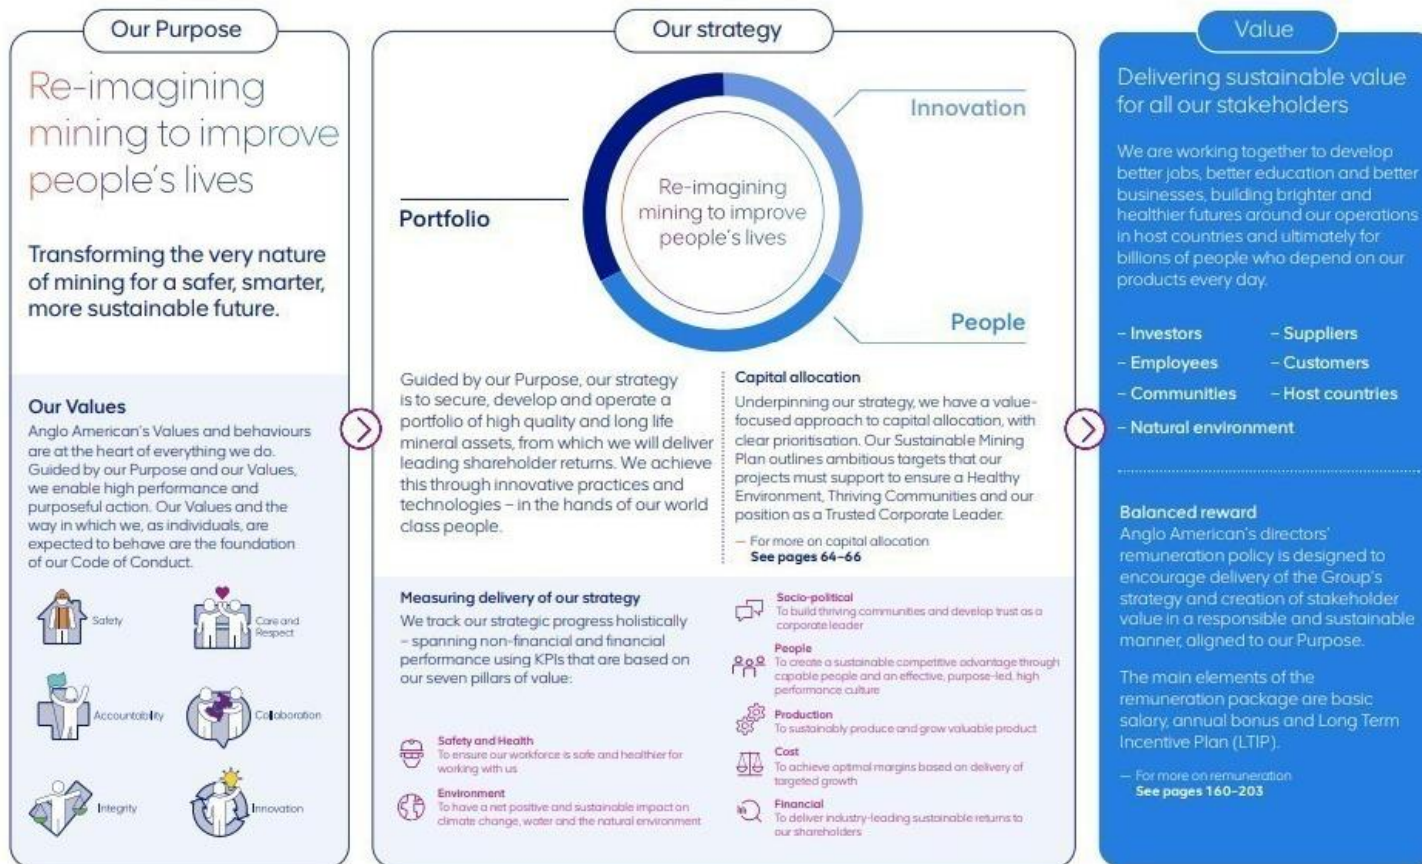 Our Purpose
Re-imagining
mining to improve
people's lives
Transforming the very nature
of mining for a safer, smarter,
more sustainable future.
Our Values
Anglo American's Values and behaviours
are at the heart of everything we do.
Guided by our Purpose and our Values,
we enable high performance and
purposeful action. Our Values and the
way in which we, as individuals, are
expected to behave are the foundation
of our Code of Conduct.
Safety
Care and
Respect
Accountability
Collaboration
Integrity
Innovation
Our strategy
Innovation
Portfolio
Re-imagining
mining to improve
people's lives
People
Guided by our Purpose, our strategy
is to secure, develop and operate a
portfolio of high quality and long life
mineral assets, from which we will deliver
leading shareholder returns. We achieve
this through innovative practices and
technologies – in the hands of our world
class people.
Capital allocation
Underpinning our strategy, we have a value-
focused approach to capital allocation, with
clear prioritisation. Our Sustainable Mining
Plan outlines ambitious targets that our
projects must support to ensure a Healthy
Environment, Thriving Communities and our
position as a Trusted Corporate Leader.
— For more on capital allocation
See pages 64–66
Measuring delivery of our strategy
We track our strategic progress holistically
– spanning non-financial and financial
performance using KPIs that are based on
our seven pillars of value:
Safety and Health
To ensure our workforce is safe and healthier for
working with us
Environment
To have a net positive and sustainable impact on
climate change, water and the natural environment
Socio-political
To build thriving communities and develop trust as a
corporate leader
People
To create a sustainable competitive advantage through
capable people and an effective, purpose-led, high
performance culture
Production
To sustainably produce and grow valuable product
Cost
To achieve optimal margins based on delivery of
targeted growth
Financial
To deliver industry-leading sustainable returns to
our shareholders
Value
Delivering sustainable value
for all our stakeholders
We are working together to develop
better jobs, better education and better
businesses, building brighter and
healthier futures around our operations
in host countries and ultimately for
billions of people who depend on our
products every day.
– Investors
– Suppliers
– Employees
– Customers
– Communities
– Host countries
– Natural environment
Balanced reward
Anglo American's directors'
remuneration policy is designed to
encourage delivery of the Group's
strategy and creation of stakeholder
value in a responsible and sustainable
manner, aligned to our Purpose.
The main elements of the
remuneration package are basic
salary, annual bonus and Long Term
Incentive Plan (LTIP).
— For more on remuneration
See pages 160–203